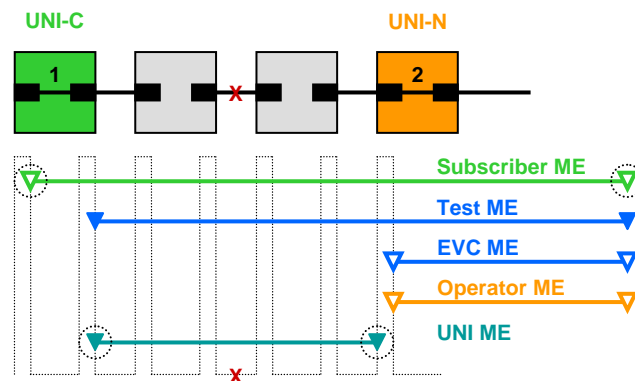 UNI-C UNI-N
1 2
X
Subscriber ME
Test ME
EVC ME
Operator ME
UNI ME
X